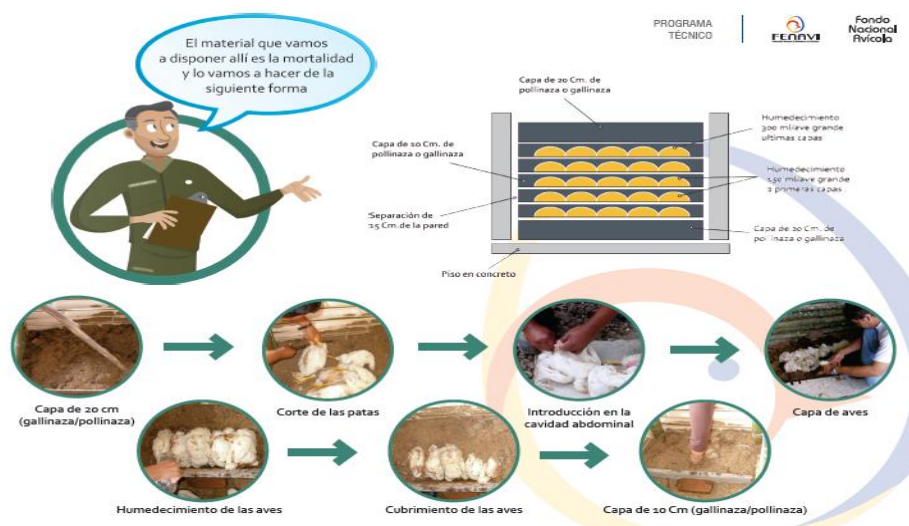 El material que vamos
a disponer allí es la mortalidad
y lo vamos a hacer de la
siguiente forma
PROGRAMA
TÉCNICO
FENAVI
Fondo
Nacional
Avícola
Capa de 20 Cm. de
pollinaza o gallinaza
Capa de 10 Cm. de
pollinaza o gallinaza
Separación de
15 Cm. de la pared
Piso en concreto
Humedecimiento
300 ml/ave grande
ultimas capas
Humedecimiento
150 ml/ave grande
2 primeras capas
Capa de 20 Cm. de
pollinaza o gallinaza
Capa de 20 cm
(gallinaza/pollinaza)
Corte de las patas
Introducción en la
cavidad abdominal
Capa de aves
Humedecimiento de las aves
Cubrimiento de las aves
Capa de 10 Cm (gallinaza/pollinaza)